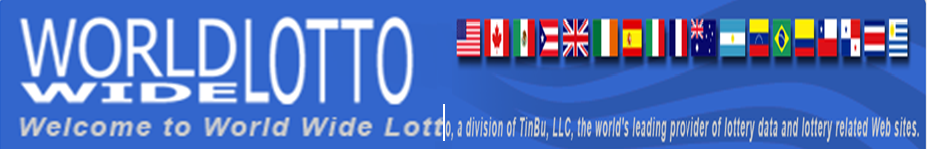 WORLD LOTTO
WIDE
Welcome to World Wide Lotto, a division of TinBu, LLC, the world's leading provider of lottery data and lottery related Web sites.